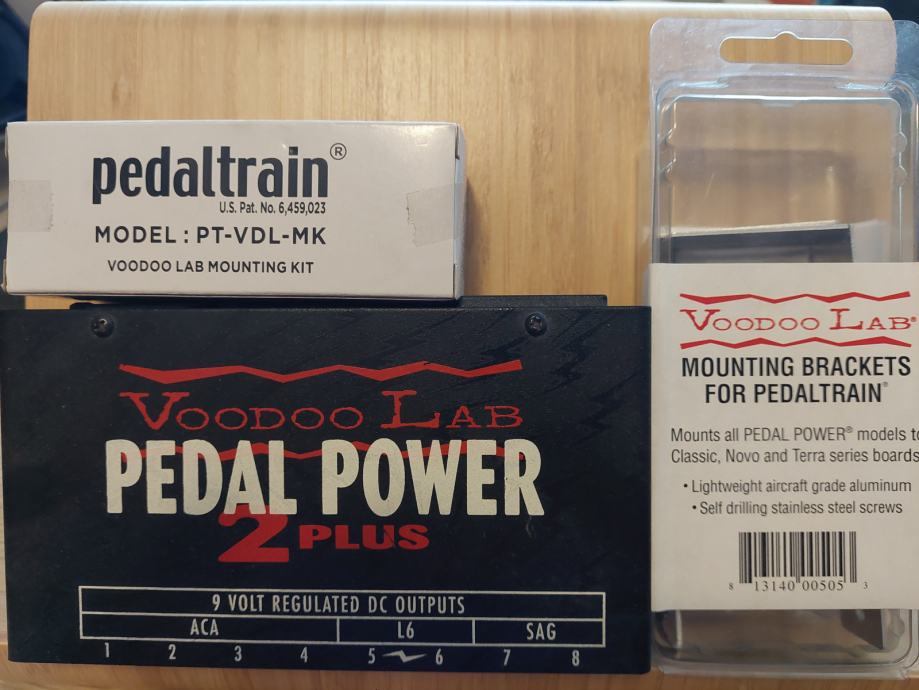 pedaltrain®
U.S. Pat. No. 6,459,023
MODEL : PT-VDL-MK
VOODOO LAB MOUNTING KIT
VOODOO LAB
PEDAL POWER
2 PLUS
9 VOLT REGULATED DC OUTPUTS
ACA L6 SAG
1 2 3 4 5 6 7 8
VOODOO LAB®
MOUNTING BRACKETS
FOR PEDALTRAIN®
Mounts all PEDAL POWER® models to
Classic, Novo and Terra series boards
• Lightweight aircraft grade aluminum
• Self drilling stainless steel screws
8 13140 00505 3